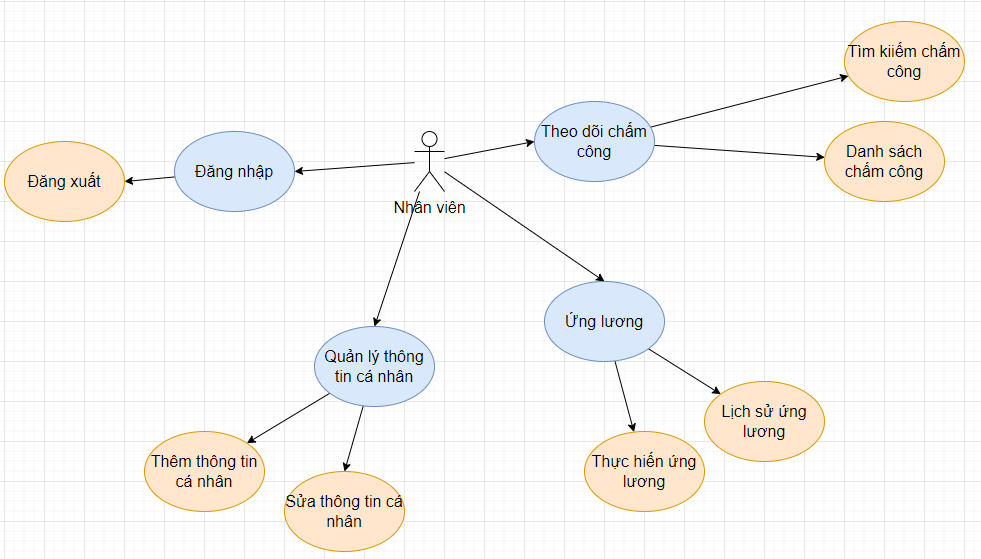 Tìm kiiếm chấm
công
Theo dõi chấm
công
Danh sách
chấm công
Đăng nhập
Đăng xuất
Nhân viên
Ứng lương
Quản lý thông
tin cá nhân
Lịch sử ứng
lương
Thêm thông tin
cá nhân
Thực hiến ứng
lương
Sửa thông tin cá
nhân